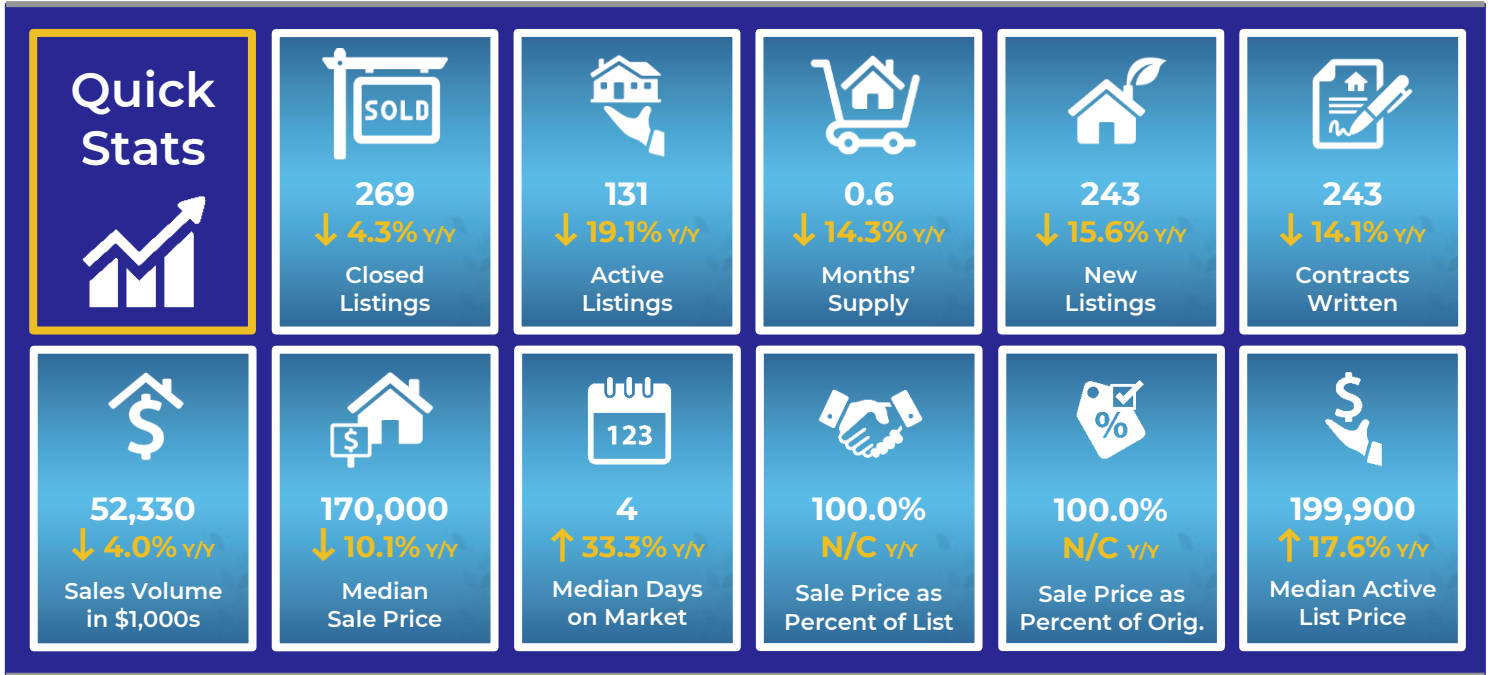 Quick
Stats
SOLD
269
↓ 4.3% Y/Y
Closed
Listings
131
↓ 19.1% Y/Y
Active
Listings
0.6
↓ 14.3% Y/Y
Months’
Supply
243
↓ 15.6% Y/Y
New
Listings
243
↓ 14.1% Y/Y
Contracts
Written
$
52,330
↓ 4.0% Y/Y
Sales Volume
in $1,000s
$
170,000
↓ 10.1% Y/Y
Median
Sale Price
123
4
↑ 33.3% Y/Y
Median Days
on Market
100.0%
N/C Y/Y
Sale Price as
Percent of List
%
100.0%
N/C Y/Y
Sale Price as
Percent of Orig.
$
199,900
↑ 17.6% Y/Y
Median Active
List Price